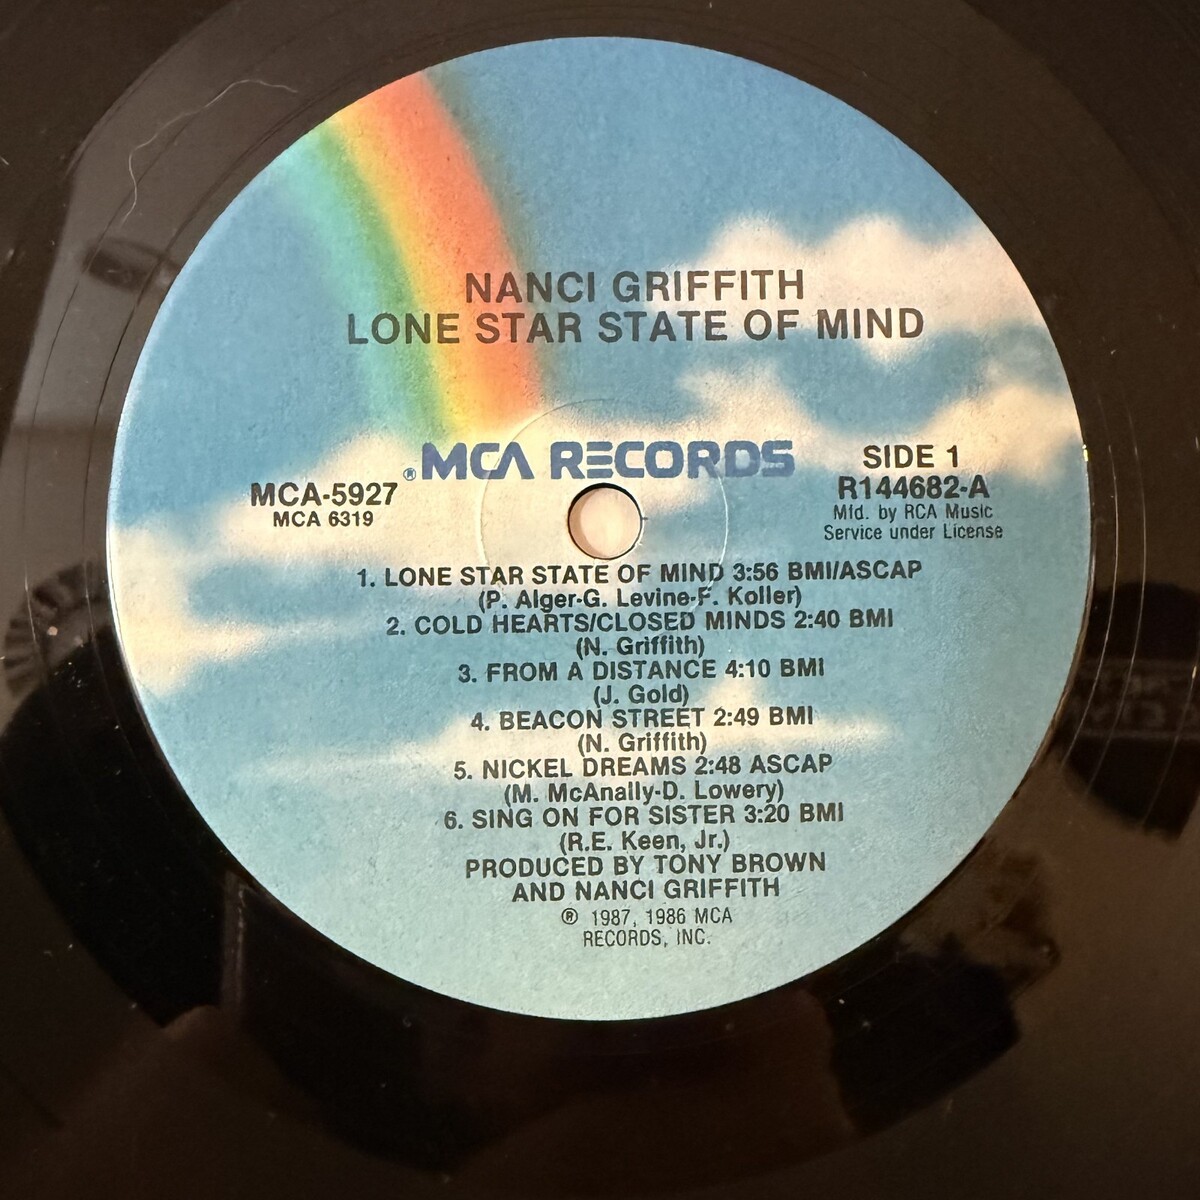 NANCI GRIFFITH
LONE STAR STATE OF MIND
®MCA RECORDS
MCA-5927
MCA 6319
SIDE 1
R144682-A
Mfd. by RCA Music
Service under License
1. LONE STAR STATE OF MIND 3:56 BMI/ASCAP
(P. Alger-G. Levine-F. Koller)
2. COLD HEARTS/CLOSED MINDS 2:40 BMI
(N. Griffith)
3. FROM A DISTANCE 4:10 BMI
(J. Gold)
4. BEACON STREET 2:49 BMI
(N. Griffith)
5. NICKEL DREAMS 2:48 ASCAP
(M. McAnally-D. Lowery)
6. SING ON FOR SISTER 3:20 BMI
(R.E. Keen, Jr.)
PRODUCED BY TONY BROWN
AND NANCI GRIFFITH
℗ 1987, 1986 MCA
RECORDS, INC.